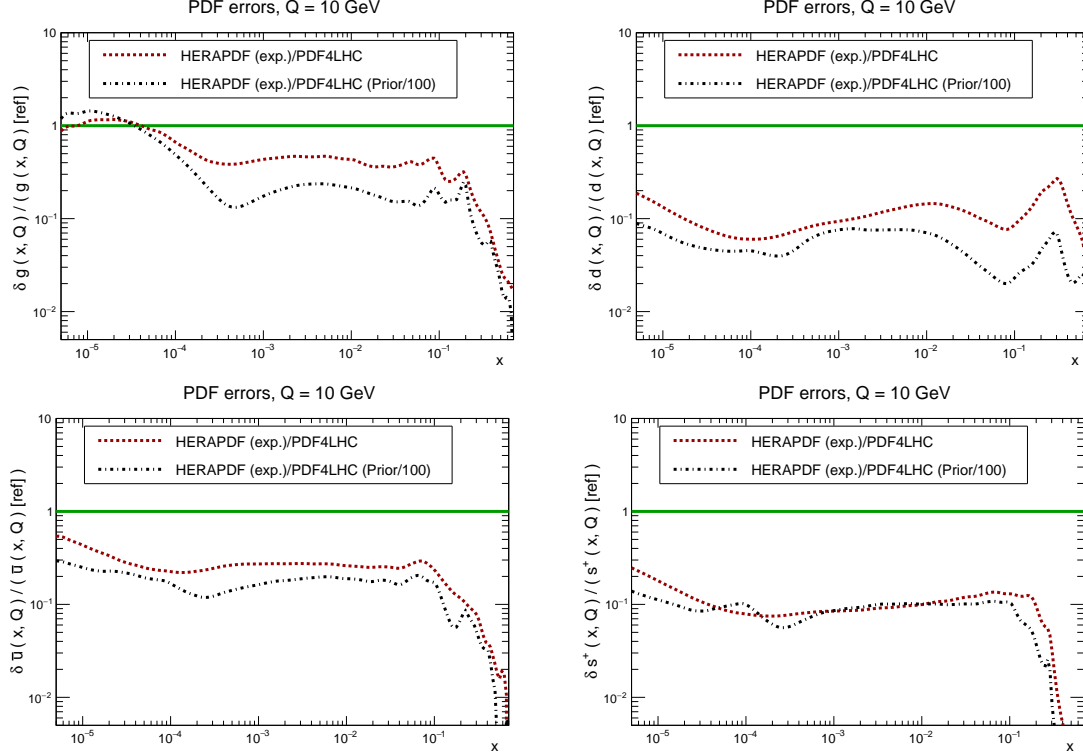 PDF errors, Q = 10 GeV
δ g ( x, Q) / ( g ( x, Q) ) [ref]
10
1
10⁻¹
10⁻²
HERAPDF (exp.)/PDF4LHC
HERAPDF (exp.)/PDF4LHC (Prior/100)
10⁻⁵ 10⁻⁴ 10⁻³ 10⁻² 10⁻¹
x
PDF errors, Q = 10 GeV
δ d ( x, Q) / ( d ( x, Q) ) [ref]
10
1
10⁻¹
10⁻²
HERAPDF (exp.)/PDF4LHC
HERAPDF (exp.)/PDF4LHC (Prior/100)
10⁻⁵ 10⁻⁴ 10⁻³ 10⁻² 10⁻¹
x
PDF errors, Q = 10 GeV
δ u̅ ( x, Q) / ( u̅ ( x, Q) ) [ref]
10
1
10⁻¹
10⁻²
HERAPDF (exp.)/PDF4LHC
HERAPDF (exp.)/PDF4LHC (Prior/100)
10⁻⁵ 10⁻⁴ 10⁻³ 10⁻² 10⁻¹
x
PDF errors, Q = 10 GeV
δ s⁺ ( x, Q) / ( s⁺ ( x, Q) ) [ref]
10
1
10⁻¹
10⁻²
HERAPDF (exp.)/PDF4LHC
HERAPDF (exp.)/PDF4LHC (Prior/100)
10⁻⁵ 10⁻⁴ 10⁻³ 10⁻² 10⁻¹
x